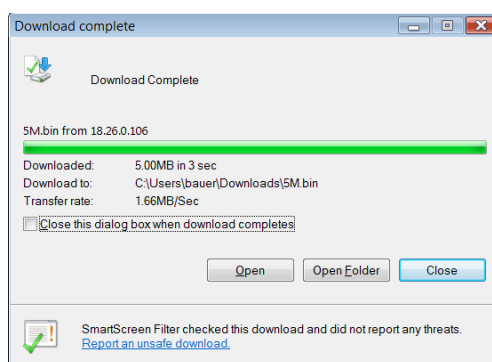 Download complete
Download Complete
5M.bin from 18.26.0.106
Downloaded: 5.00MB in 3 sec
Download to: C:\Users\bauer\Downloads\5M.bin
Transfer rate: 1.66MB/Sec
Close this dialog box when download completes
Open Open Folder Close
SmartScreen Filter checked this download and did not report any threats.
Report an unsafe download.